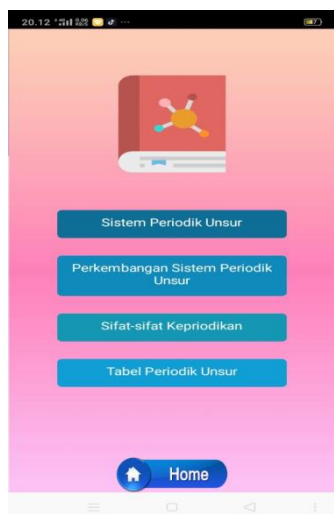 20.12
Sistem Periodik Unsur
Perkembangan Sistem Periodik
Unsur
Sifat-sifat Kepriodikan
Tabel Periodik Unsur
Home